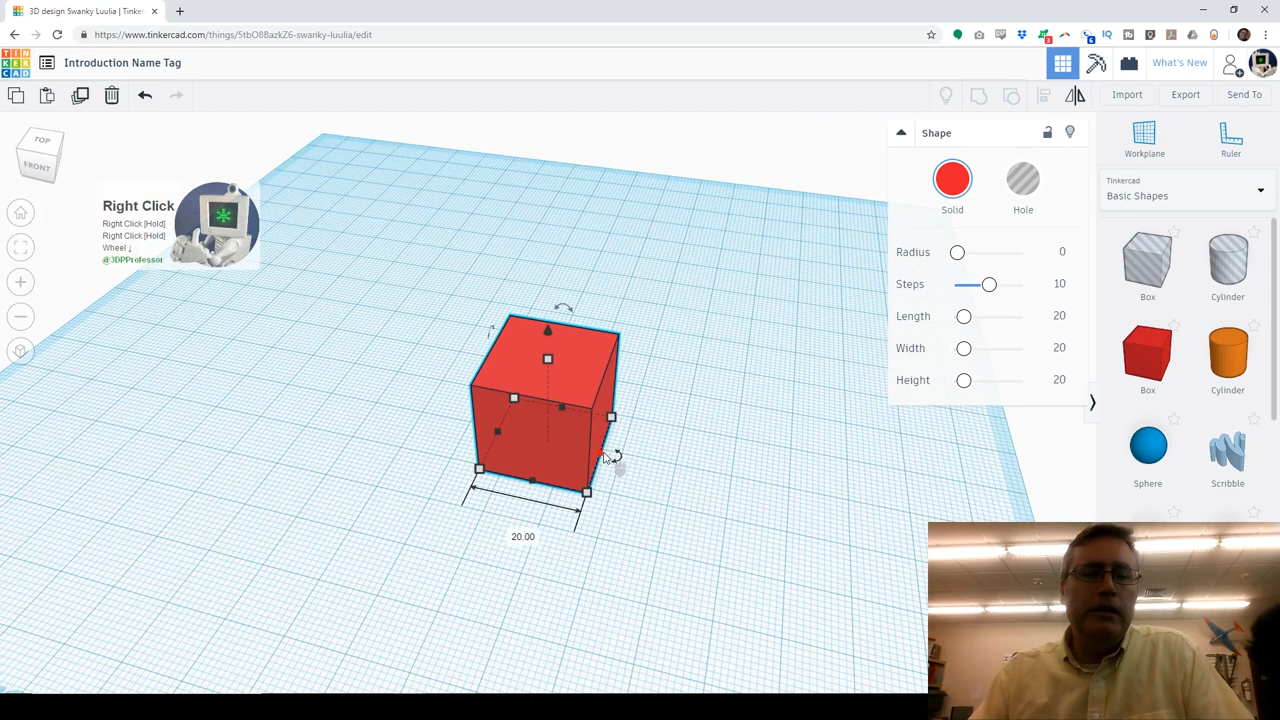 3D design Swanky Luulia | Tinker
https://www.tinkercad.com/things/5tbO8BazkZ6-swanky-luulia/edit
3
6
IQ
TIN
KER
CAD
Introduction Name Tag
What's New
Import
Export
Send To
TOP
FRONT
Right Click
Right Click [Hold]
Right Click [Hold]
Wheel ↓
@3DPProfessor
Shape
Solid
Hole
Radius 0
Steps 10
Length 20
Width 20
Height 20
Workplane
Ruler
Tinkercad
Basic Shapes
Box
Cylinder
Box
Cylinder
Sphere
Scribble
20.00